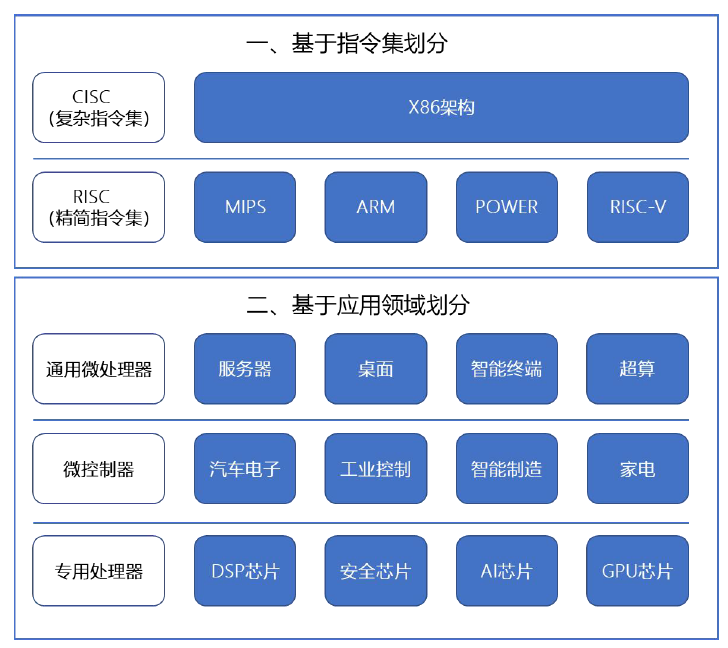 一、基于指令集划分
CISC
(复杂指令集)
X86架构
RISC
(精简指令集)
MIPS
ARM
POWER
RISC-V
二、基于应用领域划分
通用微处理器
服务器
桌面
智能终端
超算
微控制器
汽车电子
工业控制
智能制造
家电
专用处理器
DSP芯片
安全芯片
AI芯片
GPU芯片